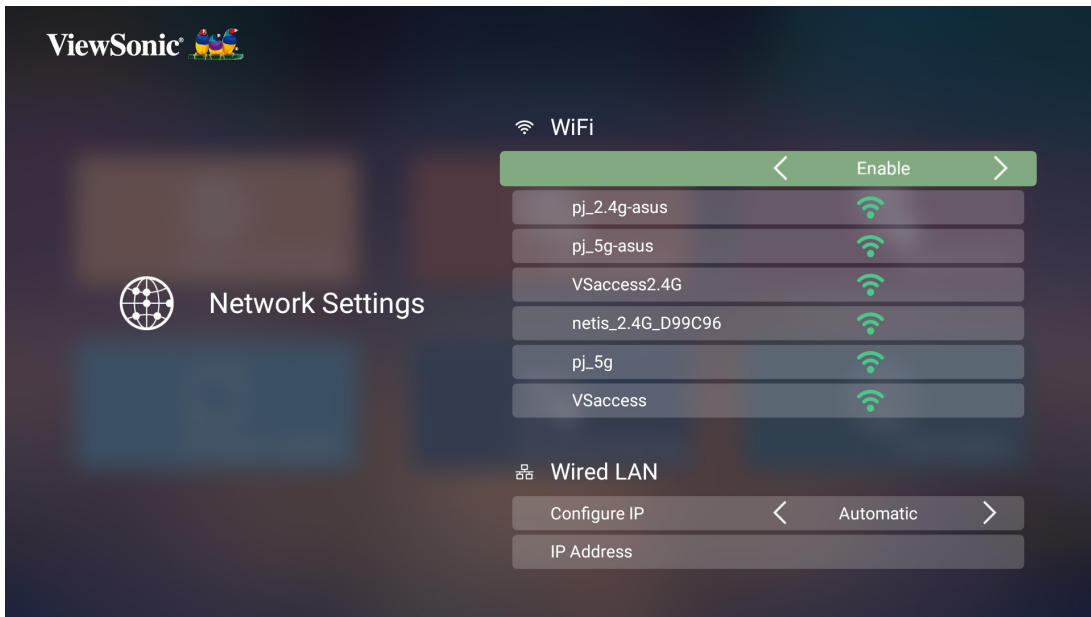 ViewSonic®
WiFi
Enable
pj_2.4g-asus
pj_5g-asus
VSaccess2.4G
Network Settings
netis_2.4G_D99C96
pj_5g
VSaccess
Wired LAN
Configure IP Automatic
IP Address